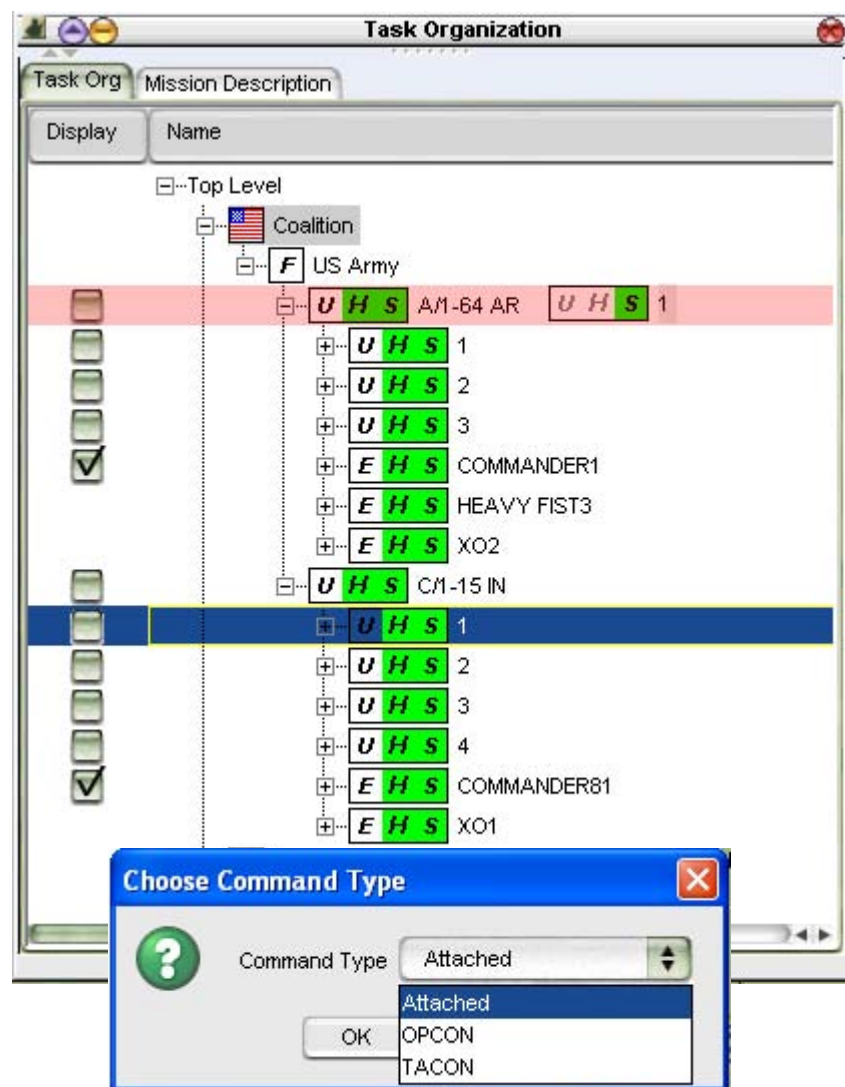 Task Organization
Task Org Mission Description
Display Name
Top Level
Coalition
F US Army
U H S A/1-64 AR U H S 1
U H S 1
U H S 2
U H S 3
E H S COMMANDER1
E H S HEAVY FIST3
E H S XO2
U H S C/1-15 IN
U H S 1
U H S 2
U H S 3
U H S 4
E H S COMMANDER81
E H S XO1
Choose Command Type
Command Type Attached
Attached
OK OPCON
TACON